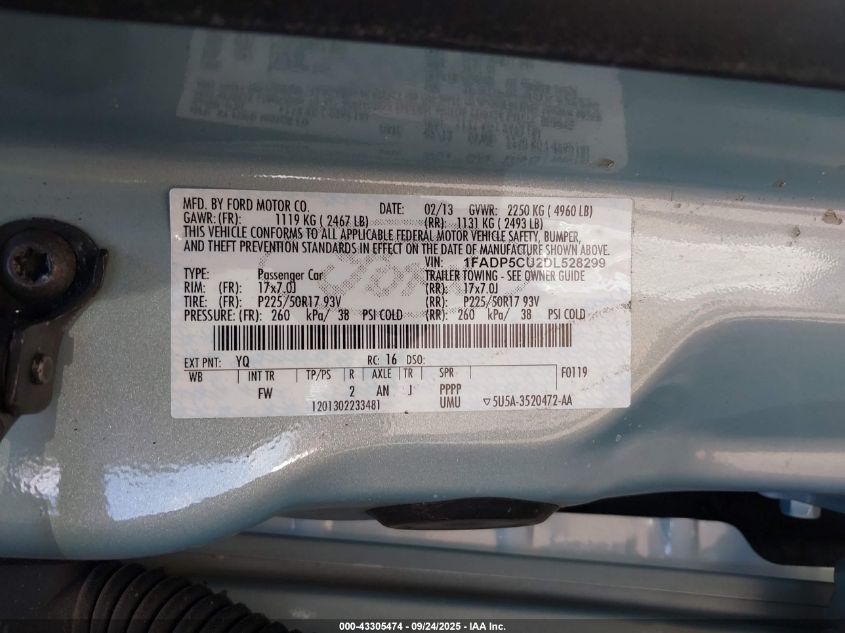 MFD. BY FORD MOTOR CO. DATE: 02/13 GVWR: 2250 KG ( 4960 LB)
GAWR: (FR): 1119 KG ( 2467 LB) (RR): 1131 KG ( 2493 LB)
THIS VEHICLE CONFORMS TO ALL APPLICABLE FEDERAL MOTOR VEHICLE SAFETY, BUMPER,
AND THEFT PREVENTION STANDARDS IN EFFECT ON THE DATE OF MANUFACTURE SHOWN ABOVE.
VIN: 1FADP5CU2DL528299
TYPE: Passenger Car TRAILER TOWING - SEE OWNER GUIDE
RIM: (FR): 17x7.0J (RR): 17x7.0J
TIRE: (FR): P225/50R17 93V (RR): P225/50R17 93V
PRESSURE: (FR): 260 kPa/ 38 PSI COLD (RR): 260 kPa/ 38 PSI COLD
EXT PNT: YQ RC: 16 DSO: F0119
WB INT TR TP/PS R AXLE TR SPR
FW 2 AN J PPPP
1201302233481 UMU ▽5U5A-3520472-AA
000-43305474 - 09/24/2025 - IAA Inc.